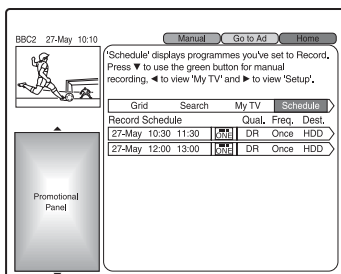 BBC2 27-May 10:10
Manual Go to Ad Home
'Schedule' displays programmes you've set to Record.
Press ▼ to use the green button for manual
recording, ◄ to view 'My TV' and ► to view 'Setup'.
Grid Search My TV Schedule
Record Schedule Qual. Freq. Dest.
27-May 10:30 11:30 ONE DR Once HDD
27-May 12:00 13:00 ONE DR Once HDD
Promotional
Panel